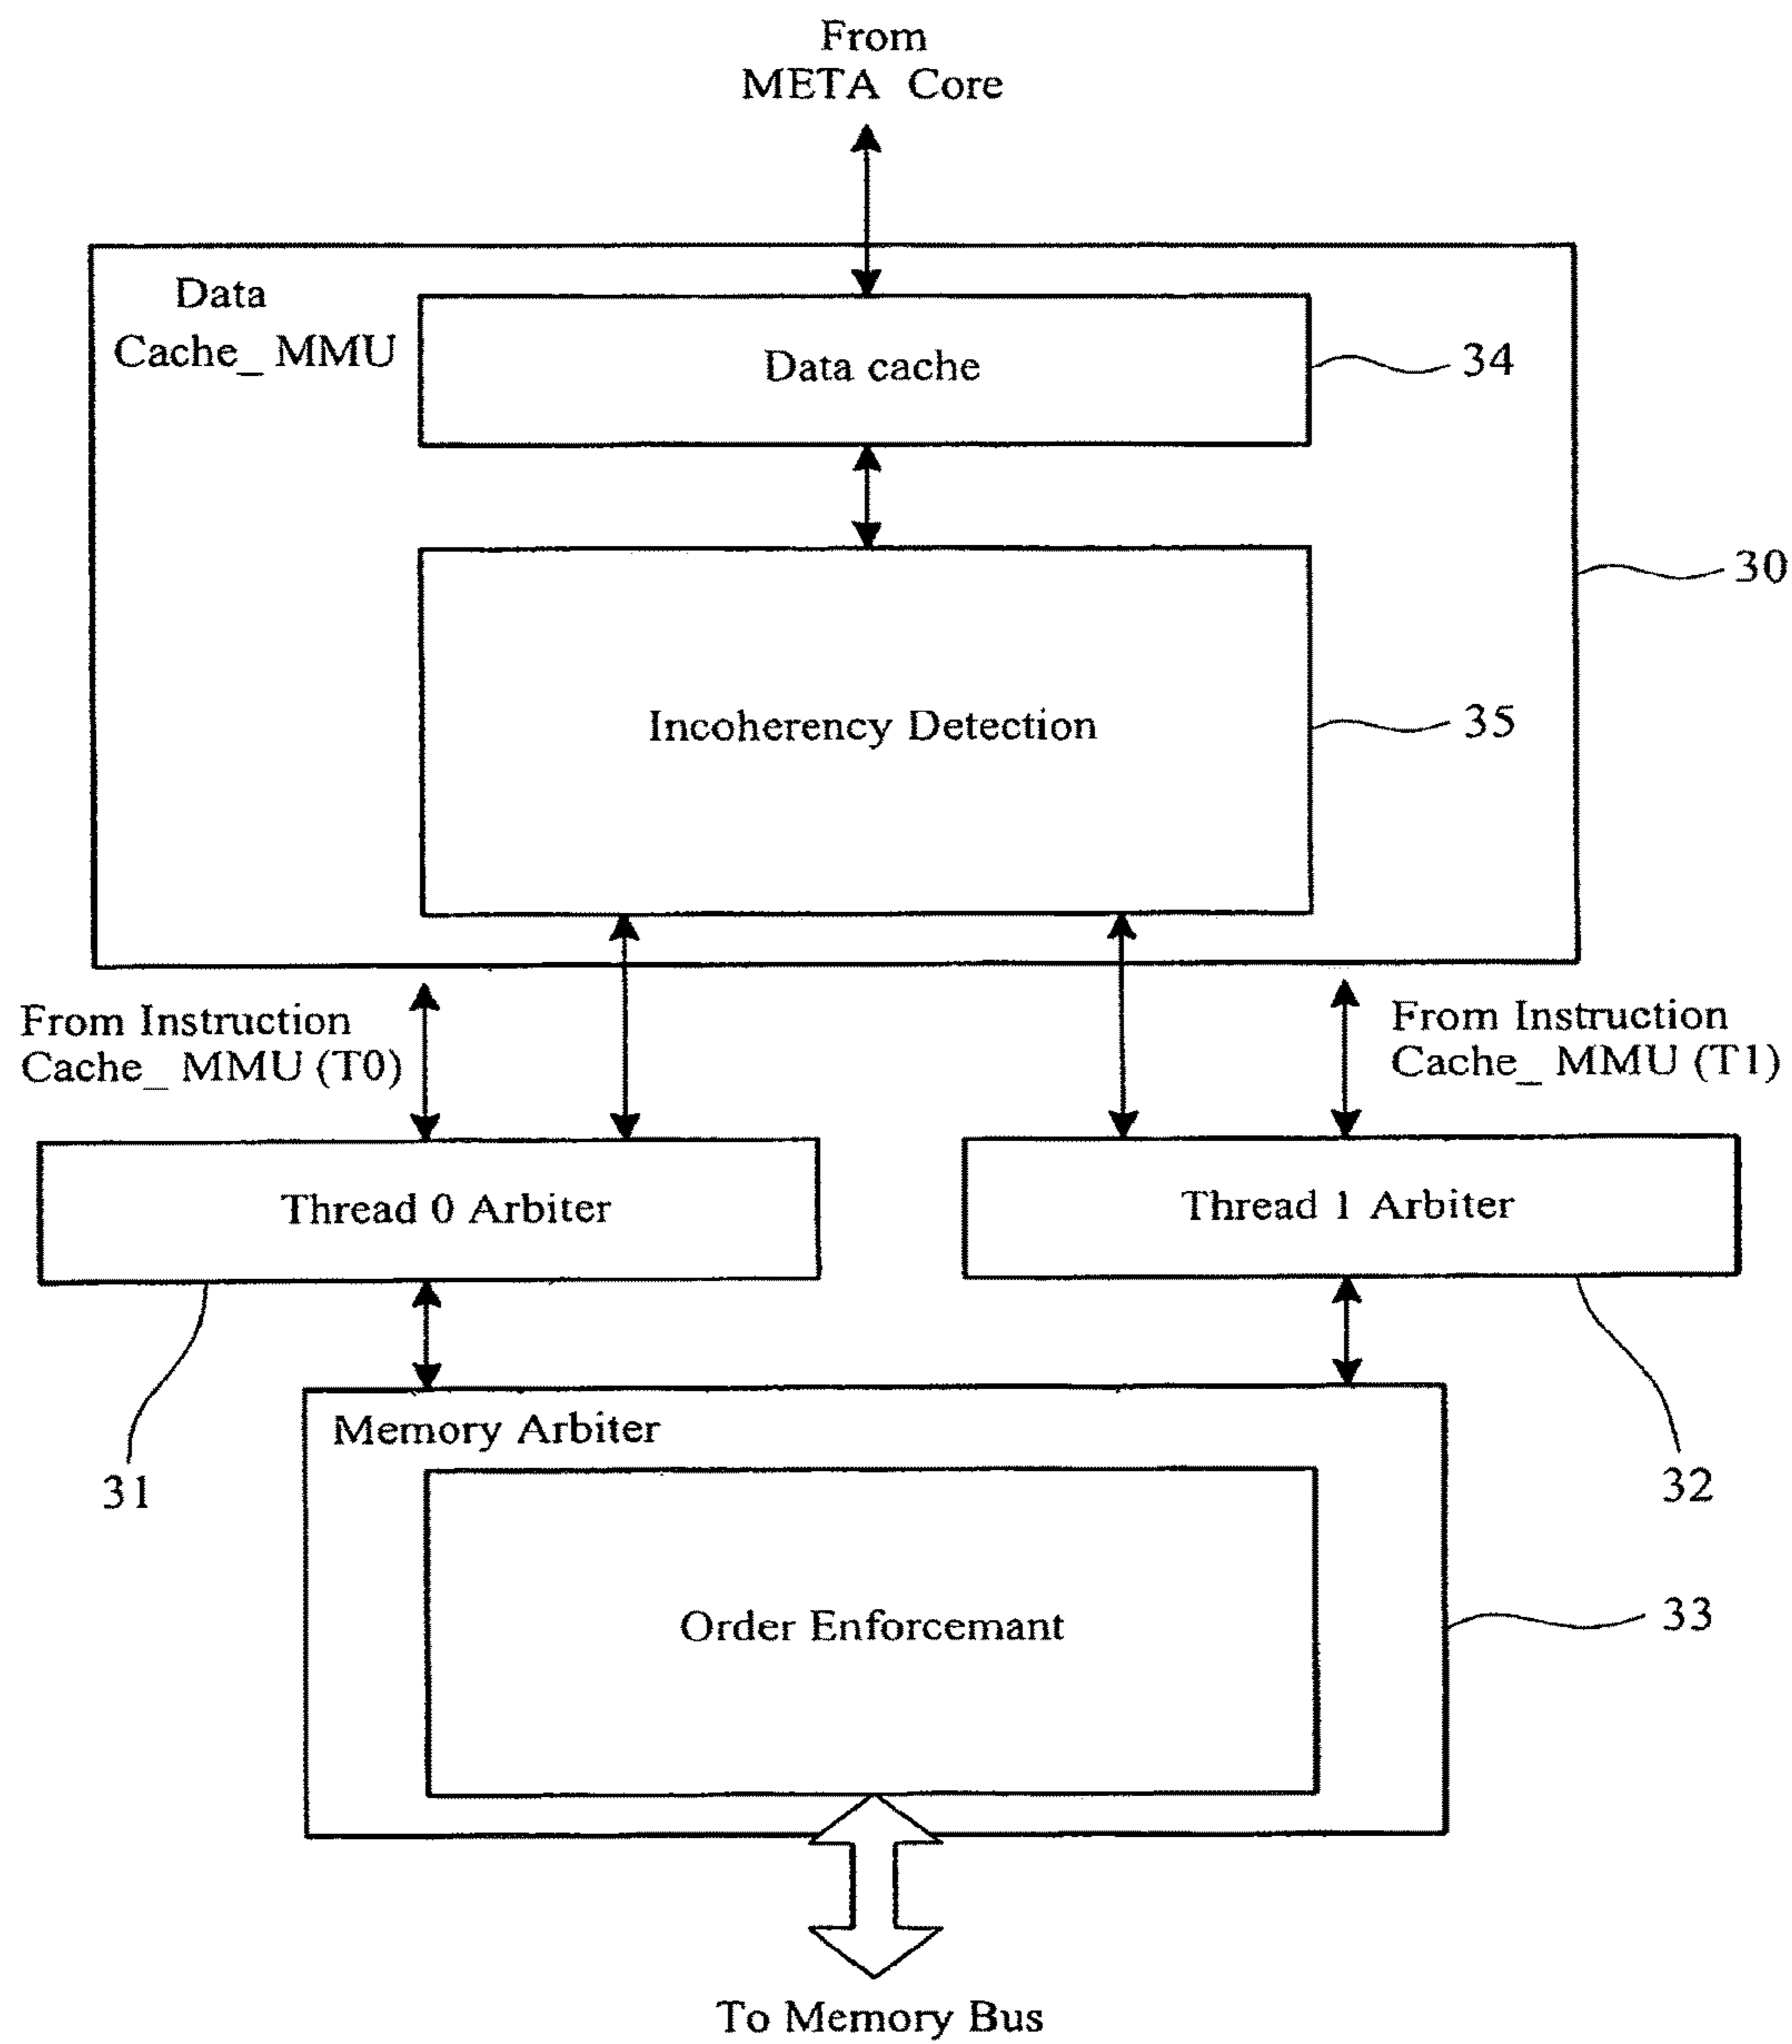 From
META Core
Data
Cache_ MMU
Data cache
34
30
Incoherency Detection
35
From Instruction
Cache_ MMU (T0)
From Instruction
Cache_ MMU (T1)
Thread 0 Arbiter
Thread 1 Arbiter
31
Memory Arbiter
32
Order Enforcemant
33
To Memory Bus